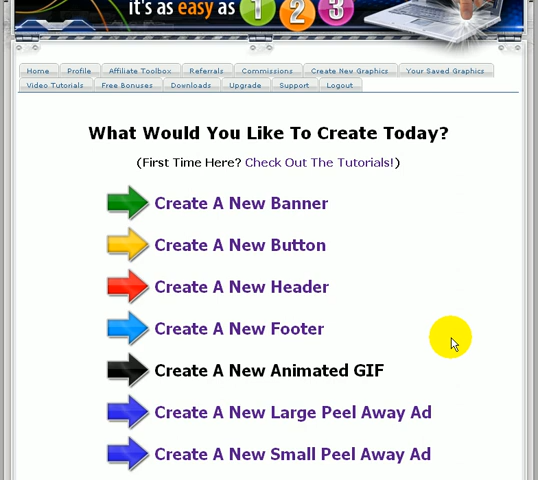 it's as easy as 1 2 3
Home Profile Affiliate Toolbox Referrals Commissions Create New Graphics Your Saved Graphics
Video Tutorials Free Bonuses Downloads Upgrade Support Logout
What Would You Like To Create Today?
(First Time Here? Check Out The Tutorials!)
Create A New Banner
Create A New Button
Create A New Header
Create A New Footer
Create A New Animated GIF
Create A New Large Peel Away Ad
Create A New Small Peel Away Ad